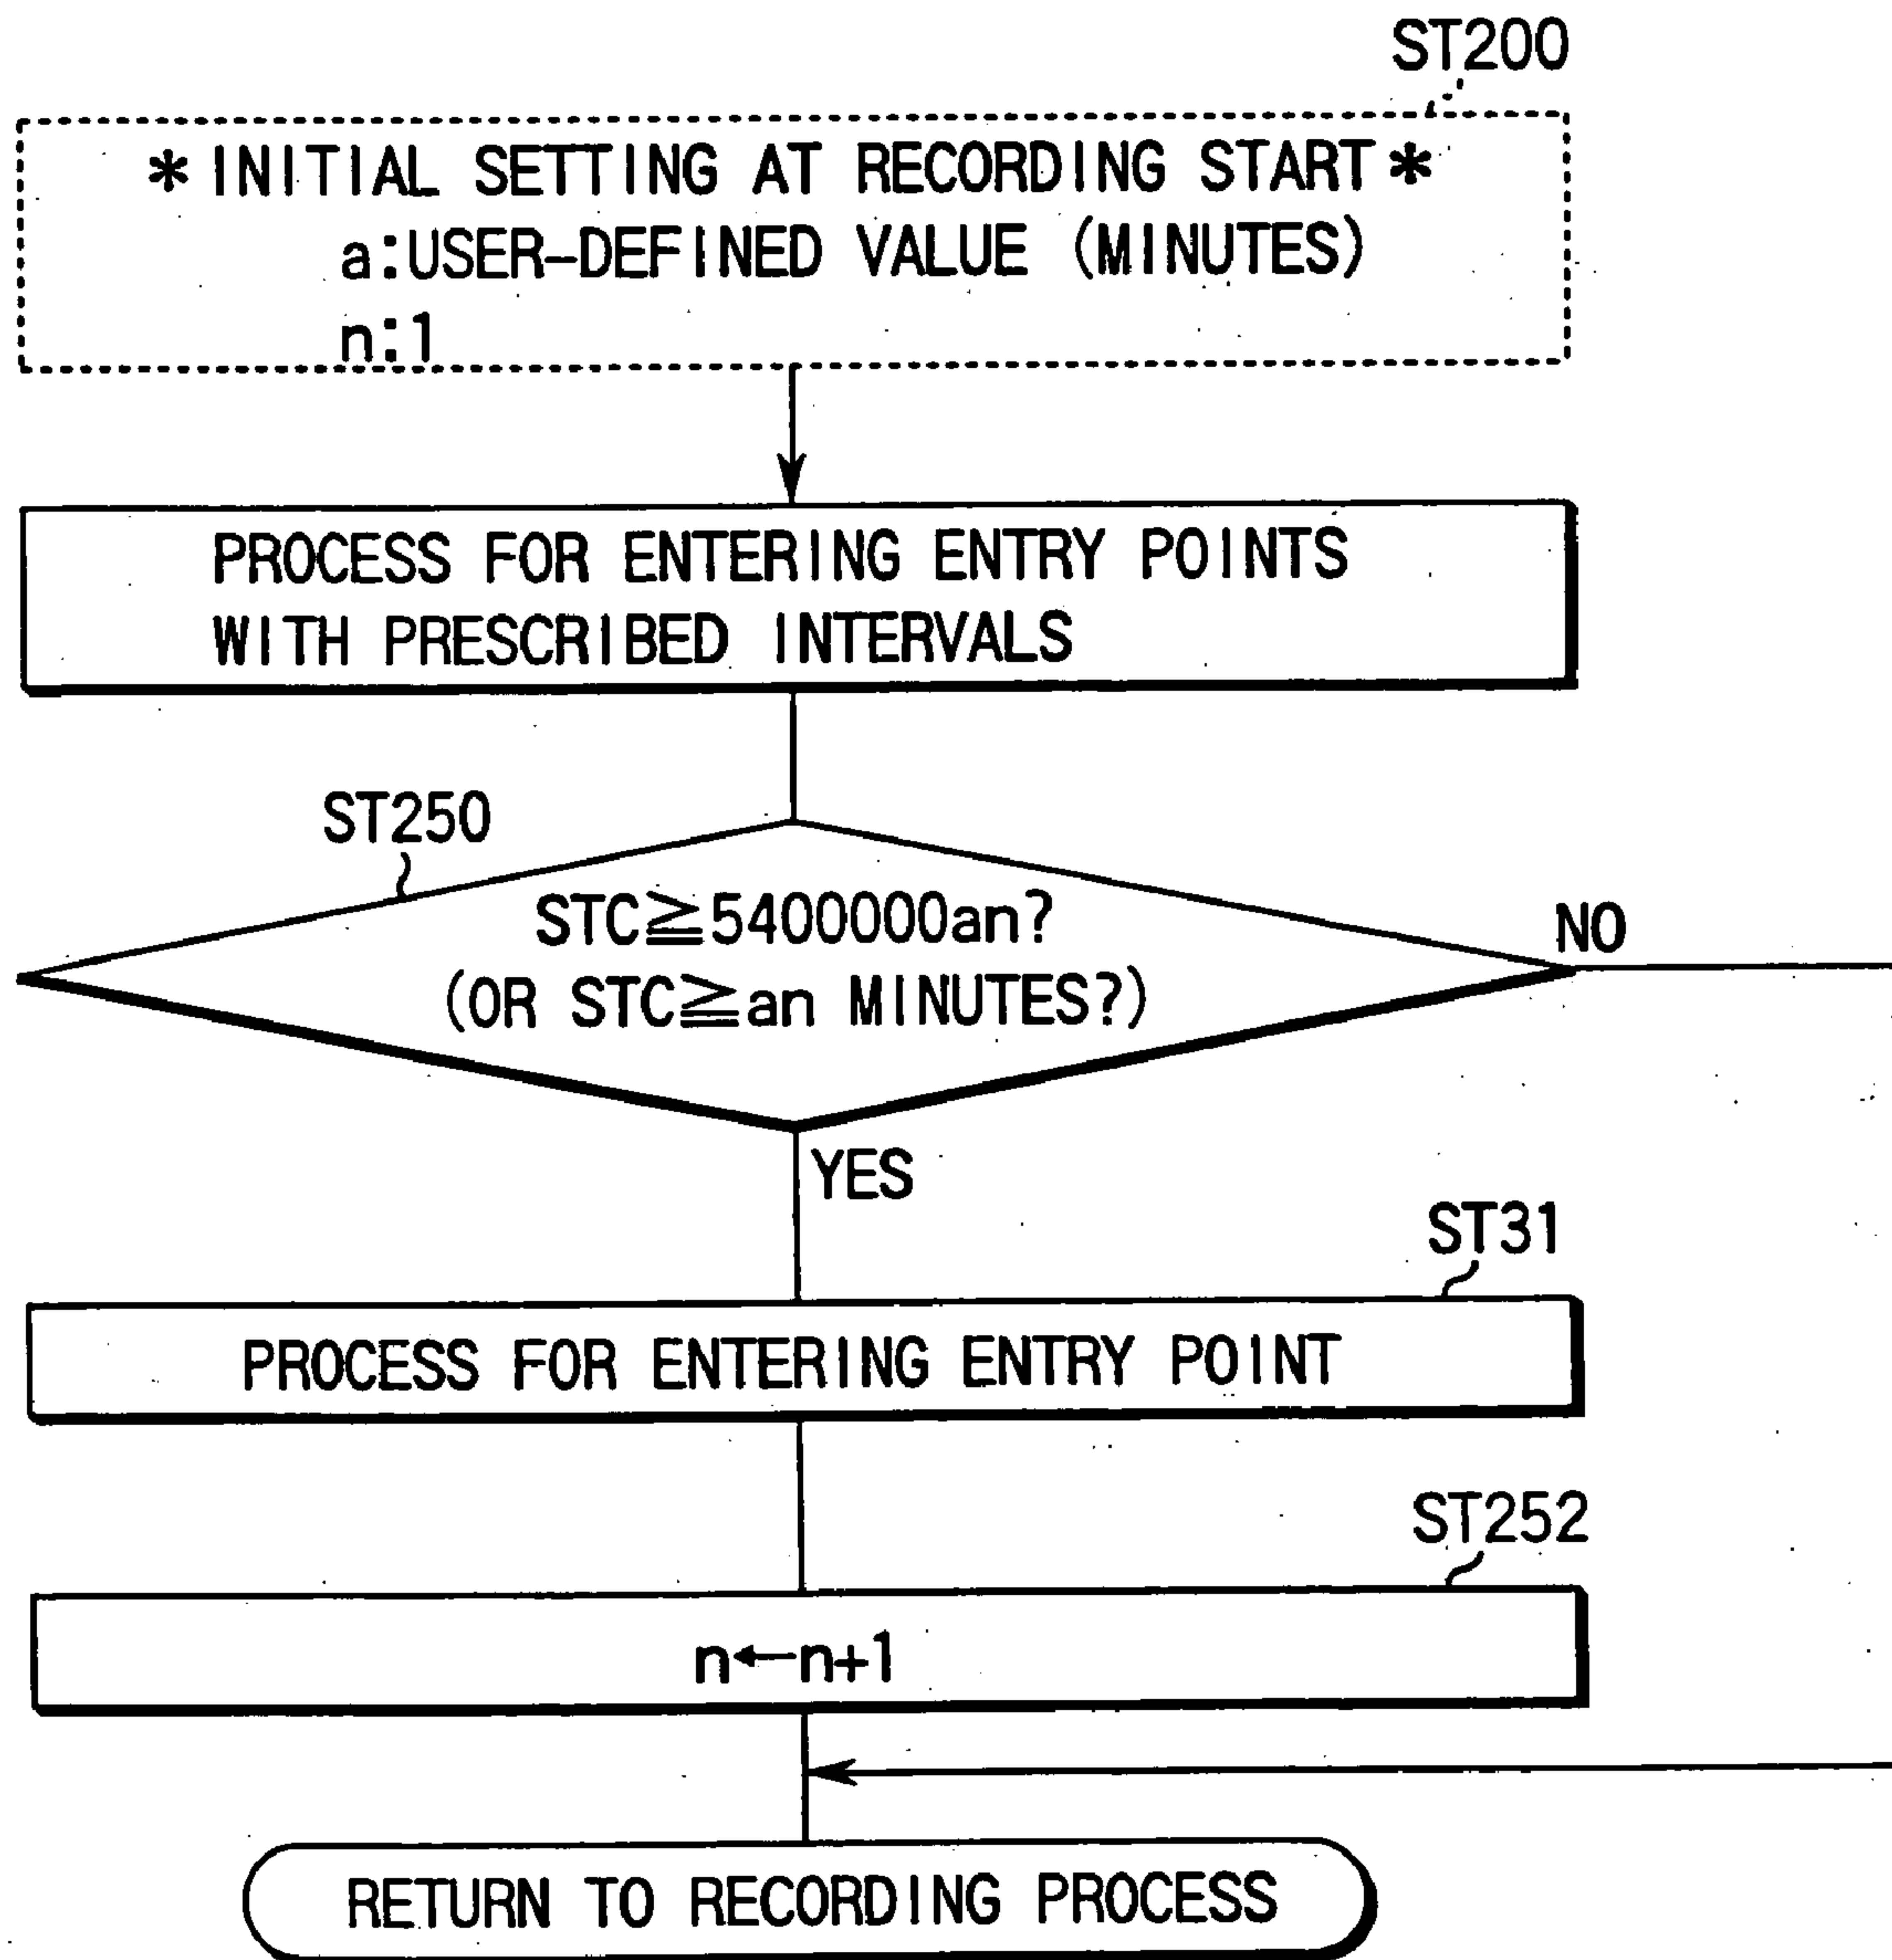 ST200
*INITIAL SETTING AT RECORDING START*
a:USER-DEFINED VALUE (MINUTES)
n:1
PROCESS FOR ENTERING ENTRY POINTS
WITH PRESCRIBED INTERVALS
ST250
STC≧5400000an?
(OR STC≧an MINUTES?)
NO
YES
ST31
PROCESS FOR ENTERING ENTRY POINT
ST252
n←n+1
RETURN TO RECORDING PROCESS